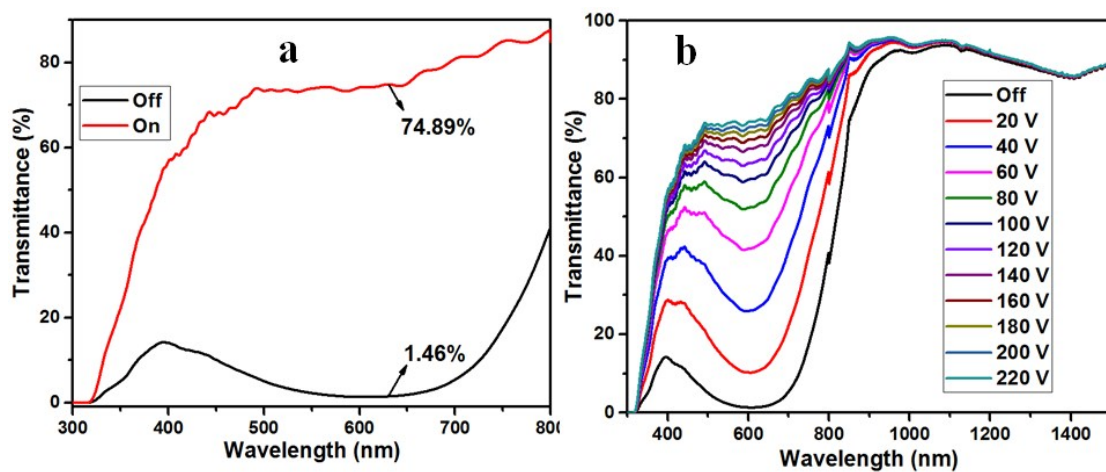 a
Off
On
74.89%
1.46%
Transmittance (%)
80
60
40
20
0
300 400 500 600 700 800
Wavelength (nm)
b
Off
20 V
40 V
60 V
80 V
100 V
120 V
140 V
160 V
180 V
200 V
220 V
Transmittance (%)
100
80
60
40
20
0
400 600 800 1000 1200 1400
Wavelength (nm)